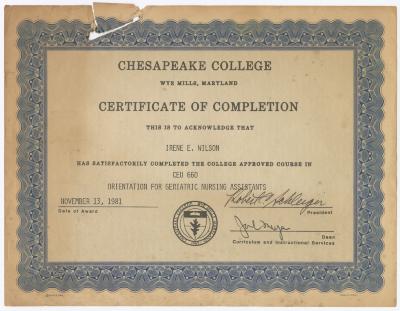 CHESAPEAKE COLLEGE
WYE MILLS, MARYLAND
CERTIFICATE OF COMPLETION
THIS IS TO ACKNOWLEDGE THAT
IRENE E. WILSON
HAS SATISFACTORILY COMPLETED THE COLLEGE APPROVED COURSE IN
CEU 660
ORIENTATION FOR GERIATRIC NURSING ASSISTANTS
NOVEMBER 13, 1981
Date of Award
President
Dean
Curriculum and Instructional Services